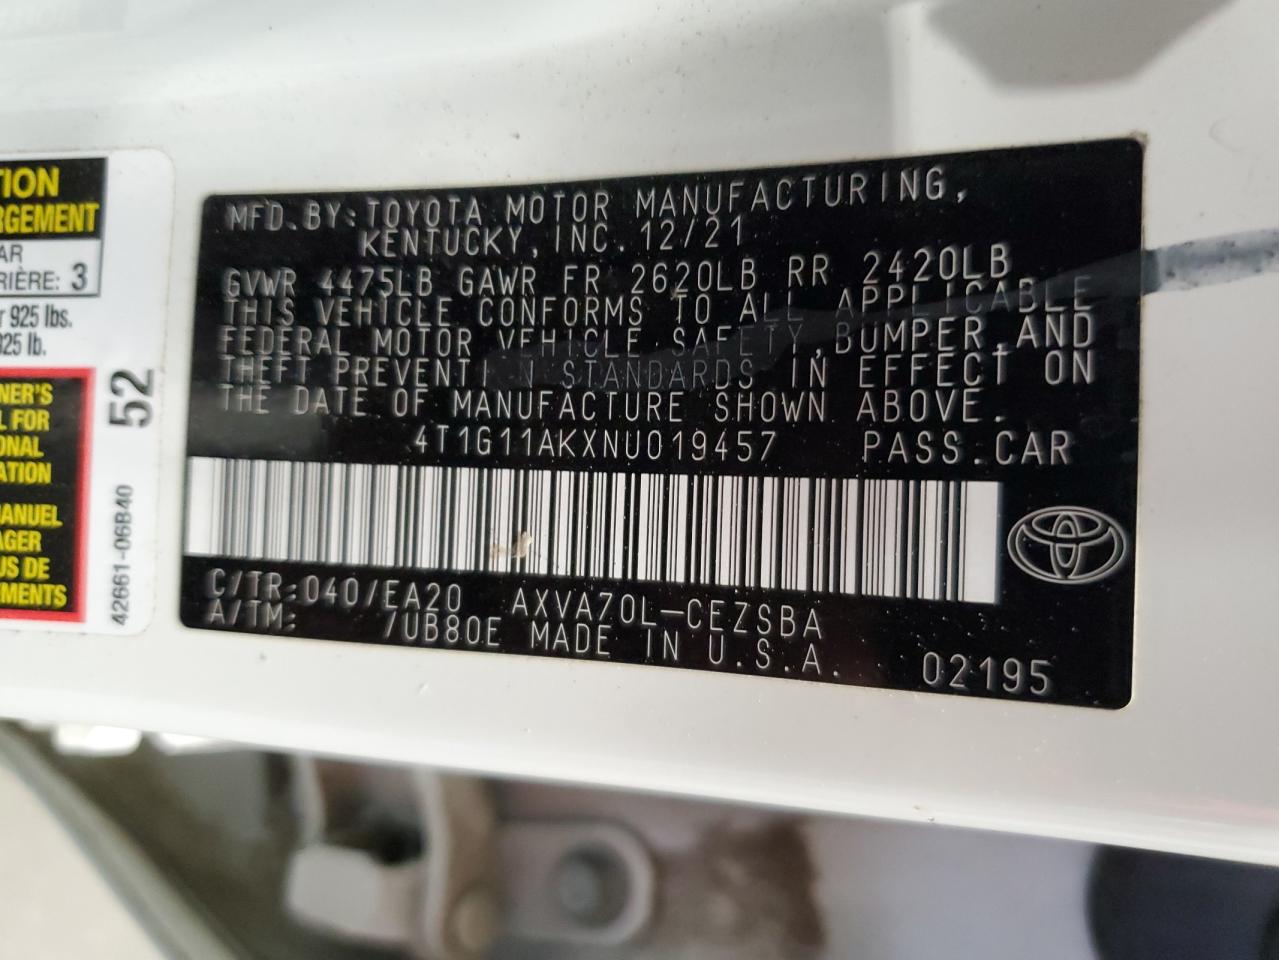 TION
RGEMENT
AR
RIÈRE: 3
925 lbs.
925 lb.
NER'S
L FOR
IONAL
ATION
MANUEL
AGER
US DE
EMENTS
52
42661-06B40
MFD. BY: TOYOTA MOTOR MANUFACTURING,
KENTUCKY, INC. 12/21
GVWR 4475LB GAWR FR 2620LB RR 2420LB
THIS VEHICLE CONFORMS TO ALL APPLICABLE
FEDERAL MOTOR VEHICLE SAFETY, BUMPER, AND
THEFT PREVENTION STANDARDS IN EFFECT ON
THE DATE OF MANUFACTURE SHOWN ABOVE.
4T1G11AKXNU019457 PASS. CAR
C/TR: 040/EA20 AXVA70L-CEZSBA
A/TM: /UB80E MADE IN U.S.A.
02195